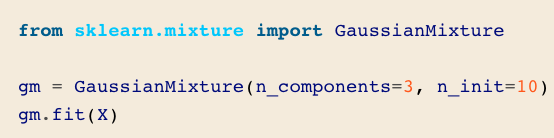 from sklearn.mixture import GaussianMixture
gm = GaussianMixture(n_components=3, n_init=10)
gm.fit(X)